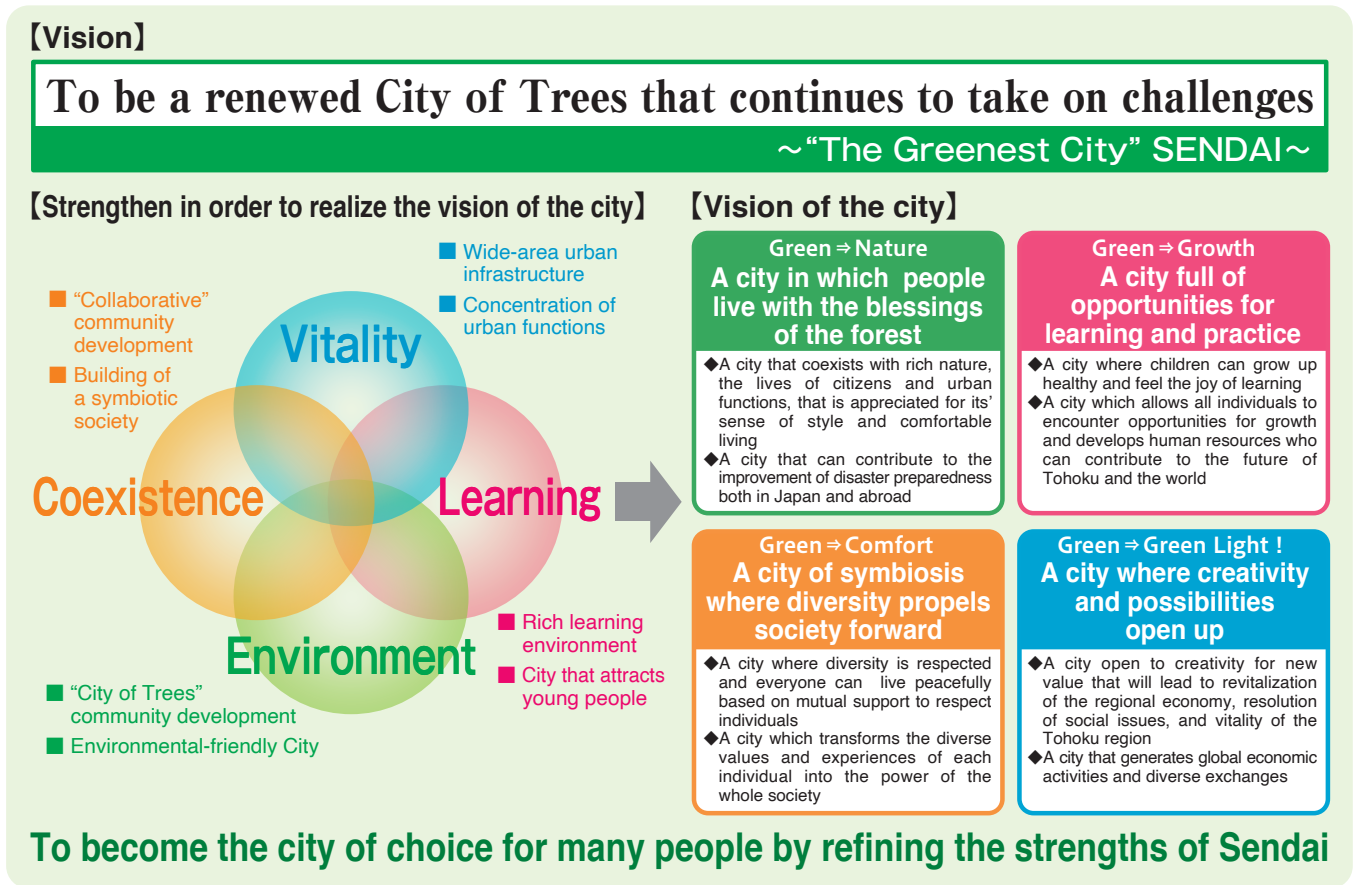 【Vision】
To be a renewed City of Trees that continues to take on challenges
～“The Greenest City” SENDAI～
【Strengthen in order to realize the vision of the city】
■ Wide-area urban
infrastructure
■ Concentration of
urban functions
■ “Collaborative”
community
development
■ Building of
a symbiotic
society
Vitality
Coexistence
Learning
Environment
■ Rich learning
environment
■ City that attracts
young people
■ “City of Trees”
community development
■ Environmental-friendly City
【Vision of the city】
Green⇒Nature
A city in which people
live with the blessings
of the forest
◆A city that coexists with rich nature,
the lives of citizens and urban
functions, that is appreciated for its’
sense of style and comfortable
living
◆A city that can contribute to the
improvement of disaster preparedness
both in Japan and abroad
Green⇒Growth
A city full of
opportunities for
learning and practice
◆A city where children can grow up
healthy and feel the joy of learning
◆A city which allows all individuals to
encounter opportunities for growth
and develops human resources who
can contribute to the future of
Tohoku and the world
Green⇒Comfort
A city of symbiosis
where diversity propels
society forward
◆A city where diversity is respected
and everyone can live peacefully
based on mutual support to respect
individuals
◆A city which transforms the diverse
values and experiences of each
individual into the power of the
whole society
Green⇒Green Light !
A city where creativity
and possibilities
open up
◆A city open to creativity for new
value that will lead to revitalization
of the regional economy, resolution
of social issues, and vitality of the
Tohoku region
◆A city that generates global economic
activities and diverse exchanges
To become the city of choice for many people by refining the strengths of Sendai